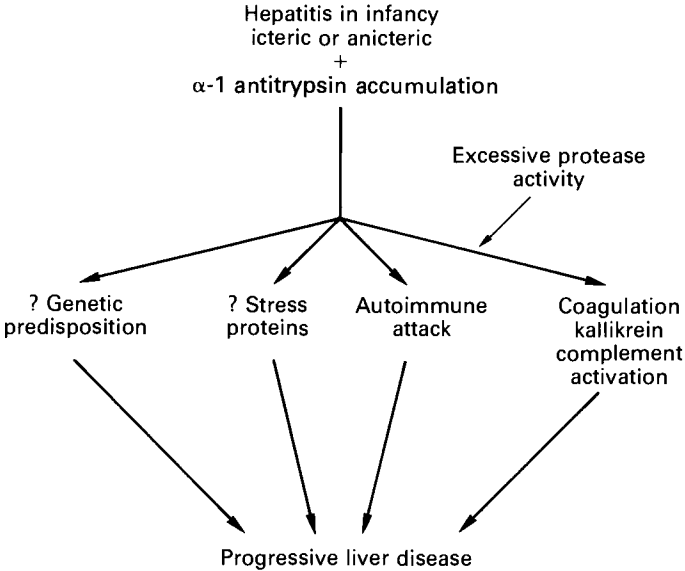 Hepatitis in infancy
icteric or anicteric
+
α-1 antitrypsin accumulation
Excessive protease
activity
? Genetic
predisposition
? Stress
proteins
Autoimmune
attack
Coagulation
kallikrein
complement
activation
Progressive liver disease